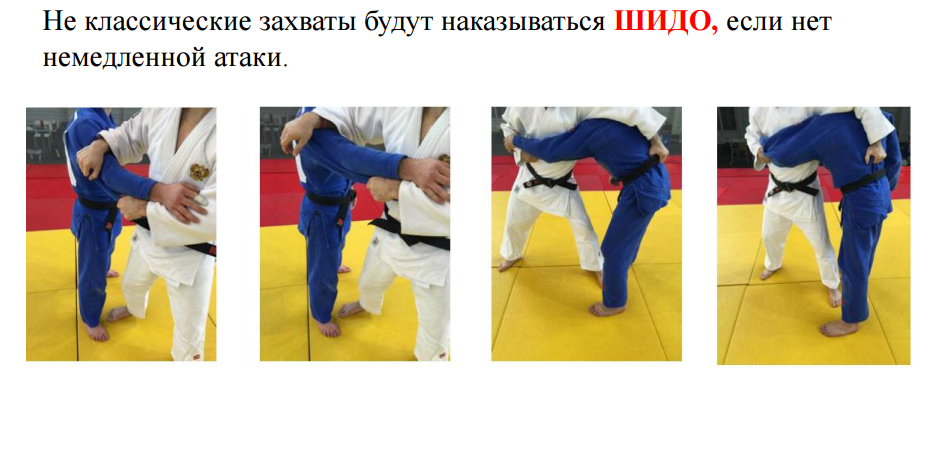 Не классические захваты будут наказываться ШИДО, если нет
немедленной атаки.